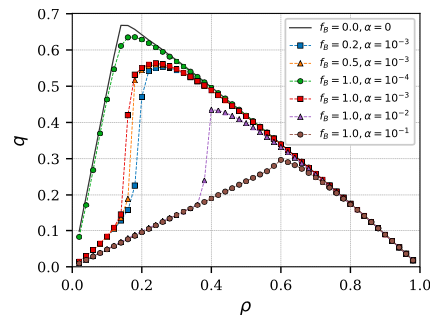 0.7
0.6
0.5
0.4
0.3
0.2
0.1
0.0
q
0.0 0.2 0.4 0.6 0.8 1.0
ρ
f_B = 0.0, α = 0
f_B = 0.2, α = 10⁻³
f_B = 0.5, α = 10⁻³
f_B = 1.0, α = 10⁻⁴
f_B = 1.0, α = 10⁻³
f_B = 1.0, α = 10⁻²
f_B = 1.0, α = 10⁻¹